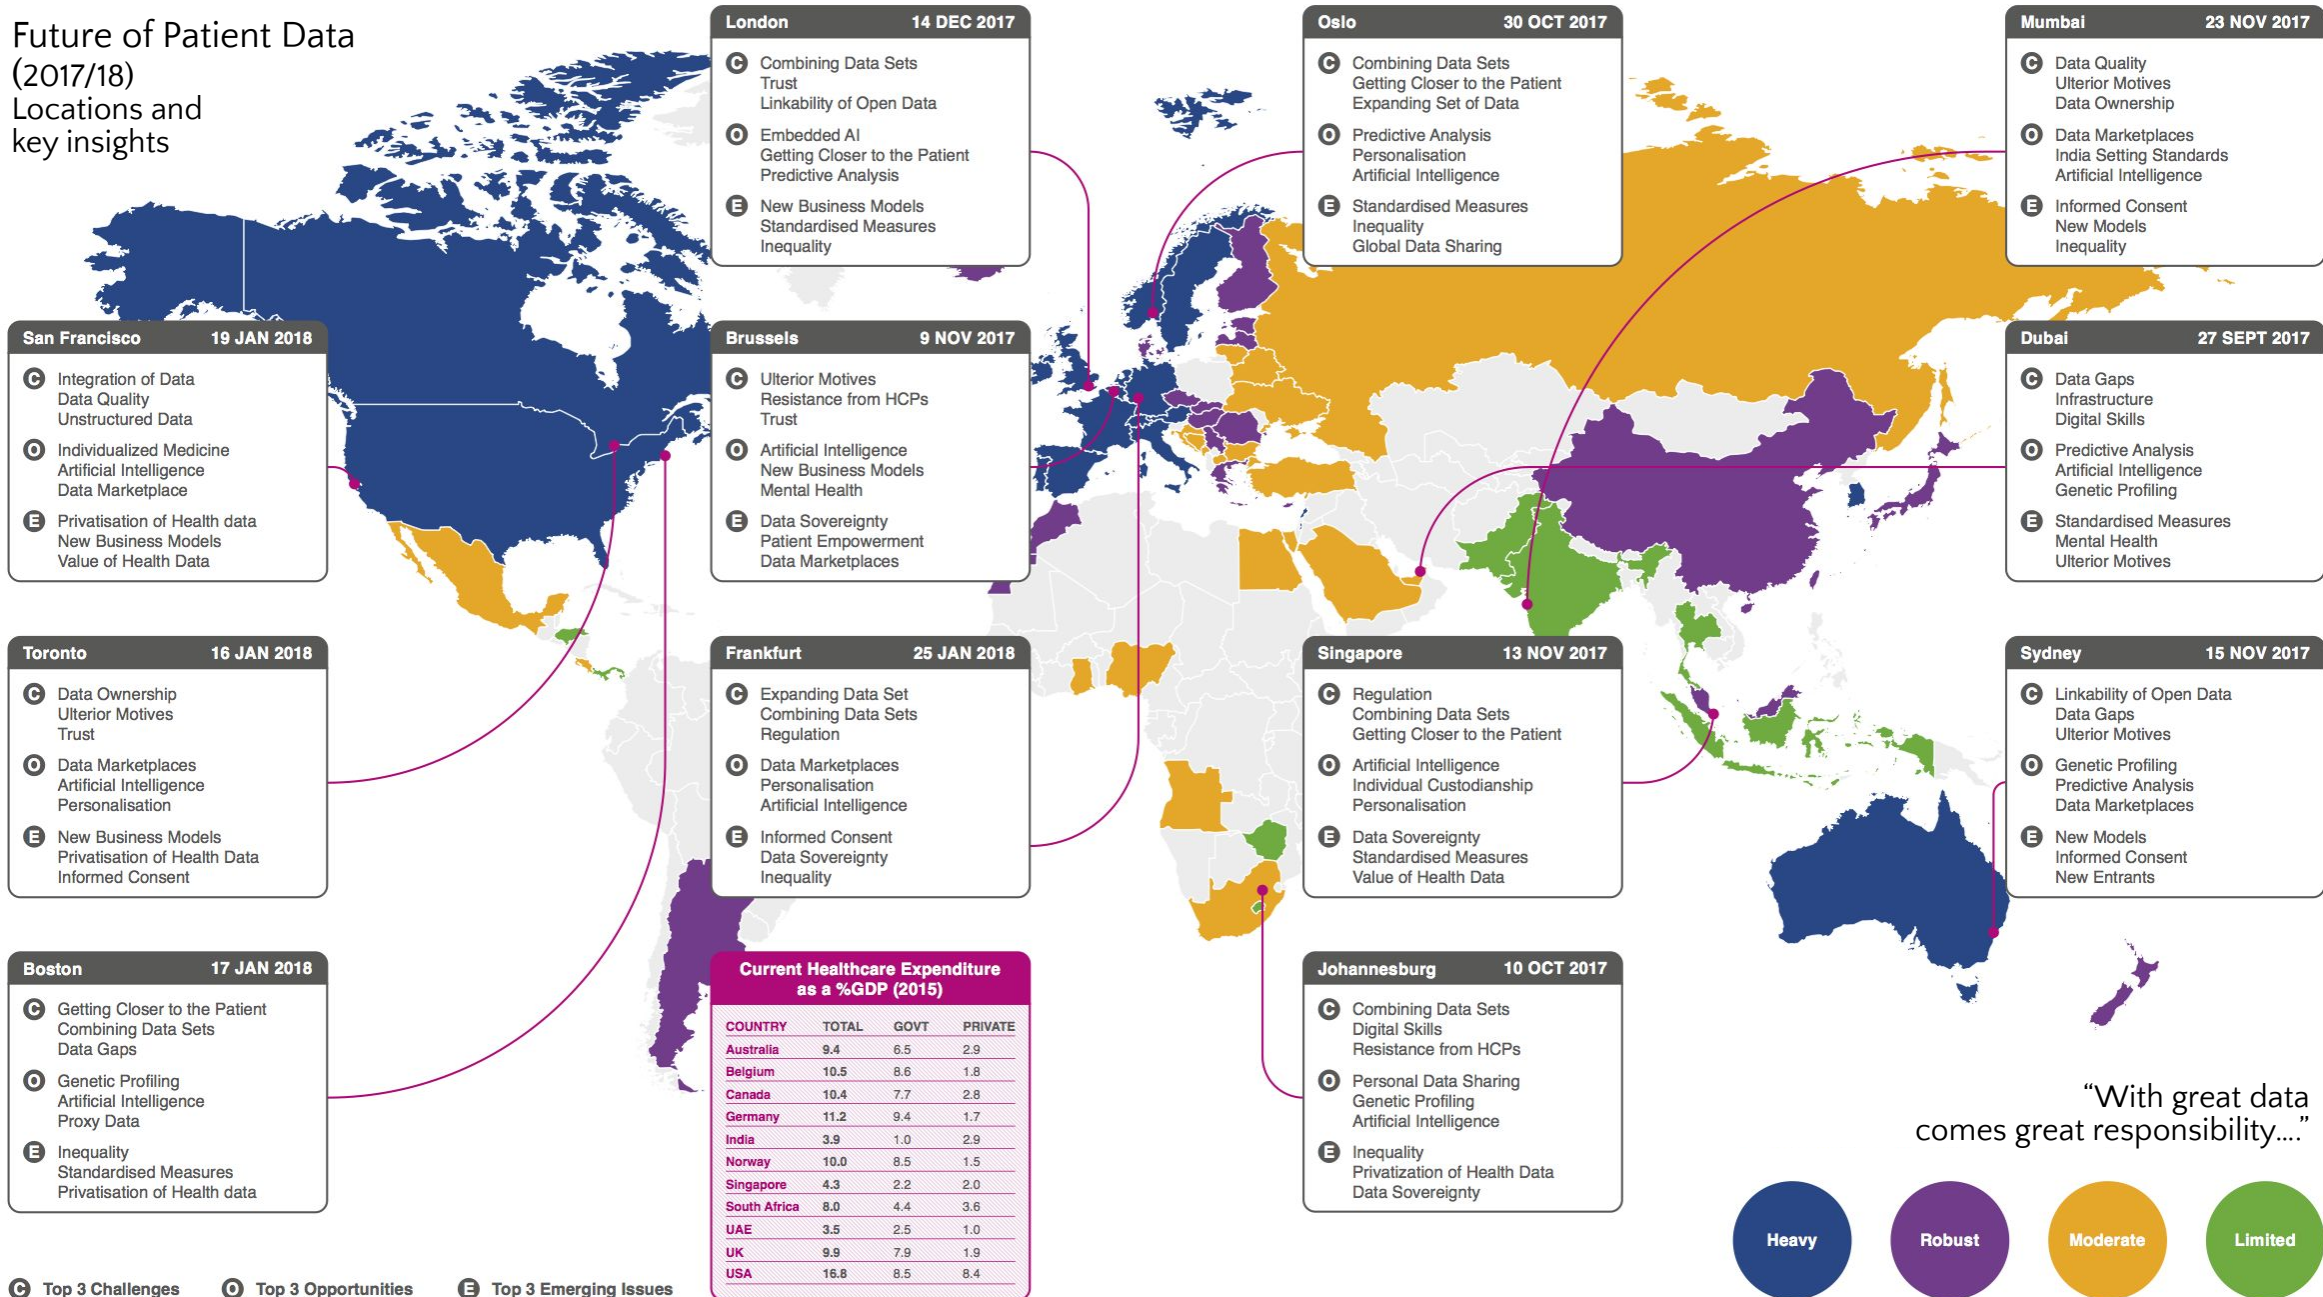 Future of Patient Data
(2017/18)
Locations and
key insights
London 14 DEC 2017
C Combining Data Sets
Trust
Linkability of Open Data
O Embedded AI
Getting Closer to the Patient
Predictive Analysis
E New Business Models
Standardised Measures
Inequality
Oslo 30 OCT 2017
C Combining Data Sets
Getting Closer to the Patient
Expanding Set of Data
O Predictive Analysis
Personalisation
Artificial Intelligence
E Standardised Measures
Inequality
Global Data Sharing
Mumbai 23 NOV 2017
C Data Quality
Ulterior Motives
Data Ownership
O Data Marketplaces
India Setting Standards
Artificial Intelligence
E Informed Consent
New Models
Inequality
San Francisco 19 JAN 2018
C Integration of Data
Data Quality
Unstructured Data
O Individualized Medicine
Artificial Intelligence
Data Marketplace
E Privatisation of Health data
New Business Models
Value of Health Data
Brussels 9 NOV 2017
C Ulterior Motives
Resistance from HCPs
Trust
O Artificial Intelligence
New Business Models
Mental Health
E Data Sovereignty
Patient Empowerment
Data Marketplaces
Dubai 27 SEPT 2017
C Data Gaps
Infrastructure
Digital Skills
O Predictive Analysis
Artificial Intelligence
Genetic Profiling
E Standardised Measures
Mental Health
Ulterior Motives
Toronto 16 JAN 2018
C Data Ownership
Ulterior Motives
Trust
O Data Marketplaces
Artificial Intelligence
Personalisation
E New Business Models
Privatisation of Health Data
Informed Consent
Frankfurt 25 JAN 2018
C Expanding Data Set
Combining Data Sets
Regulation
O Data Marketplaces
Personalisation
Artificial Intelligence
E Informed Consent
Data Sovereignty
Inequality
Singapore 13 NOV 2017
C Regulation
Combining Data Sets
Getting Closer to the Patient
O Artificial Intelligence
Individual Custodianship
Personalisation
E Data Sovereignty
Standardised Measures
Value of Health Data
Sydney 15 NOV 2017
C Linkability of Open Data
Data Gaps
Ulterior Motives
O Genetic Profiling
Predictive Analysis
Data Marketplaces
E New Models
Informed Consent
New Entrants
Boston 17 JAN 2018
C Getting Closer to the Patient
Combining Data Sets
Data Gaps
O Genetic Profiling
Artificial Intelligence
Proxy Data
E Inequality
Standardised Measures
Privatisation of Health data
Current Healthcare Expenditure
as a %GDP (2015)
COUNTRY TOTAL GOVT PRIVATE
Australia 9.4 6.5 2.9
Belgium 10.5 8.6 1.8
Canada 10.4 7.7 2.8
Germany 11.2 9.4 1.7
India 3.9 1.0 2.9
Norway 10.0 8.5 1.5
Singapore 4.3 2.2 2.0
South Africa 8.0 4.4 3.6
UAE 3.5 2.5 1.0
UK 9.9 7.9 1.9
USA 16.8 8.5 8.4
Johannesburg 10 OCT 2017
C Combining Data Sets
Digital Skills
Resistance from HCPs
O Personal Data Sharing
Genetic Profiling
Artificial Intelligence
E Inequality
Privatization of Health Data
Data Sovereignty
“With great data
comes great responsibility....”
Heavy Robust Moderate Limited
C Top 3 Challenges O Top 3 Opportunities E Top 3 Emerging Issues